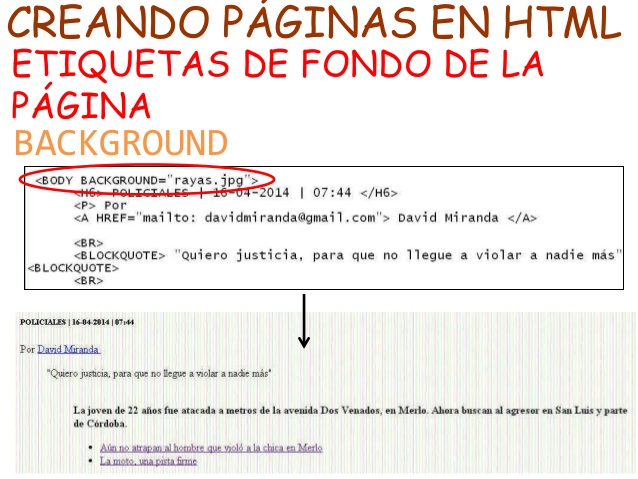 CREANDO PÁGINAS EN HTML
ETIQUETAS DE FONDO DE LA
PÁGINA
BACKGROUND
<BODY BACKGROUND="rayas.jpg">
<H6> POLICIALES | 16-04-2014 | 07:44 </H6>
<P> Por
<A HREF="mailto: davidmiranda@gmail.com"> David Miranda </A>
<BR>
<BLOCKQUOTE> "Quiero justicia, para que no llegue a violar a nadie más"
<BLOCKQUOTE>
<BR>
POLICIALES | 16-04-2014 | 07:44
Por David Miranda
"Quiero justicia, para que no llegue a violar a nadie más"
La joven de 22 años fue atacada a metros de la avenida Dos Venados, en Merlo. Ahora buscan al agresor en San Luis y parte
de Córdoba.
• Aún no atrapan al hombre que violó a la chica en Merlo
• La moto, una pista firme